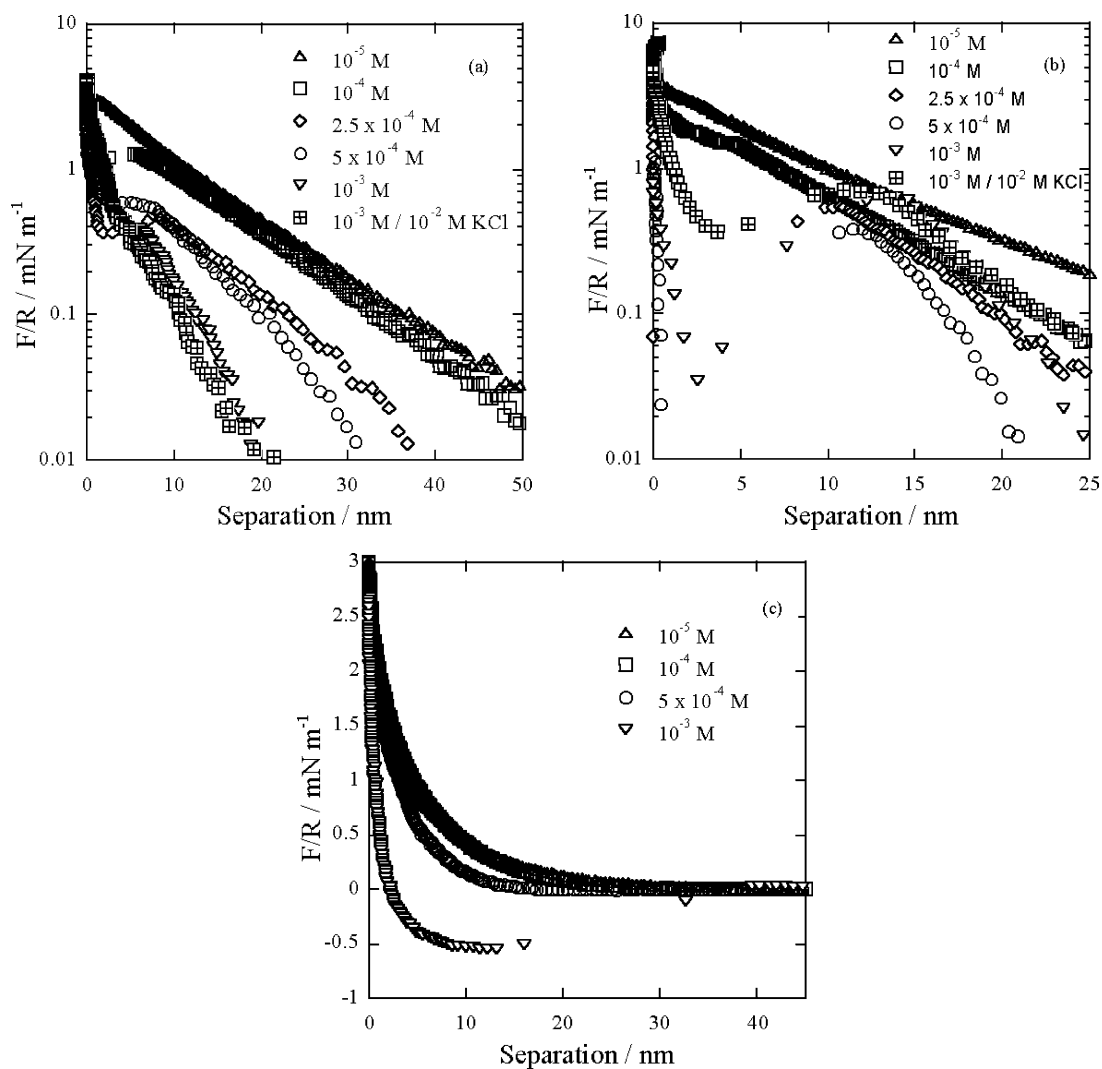 (a)
10
1
0.1
0.01
F/R / mN m⁻¹
10⁻⁵ M
10⁻⁴ M
2.5 x 10⁻⁴ M
5 x 10⁻⁴ M
10⁻³ M
10⁻³ M / 10⁻² M KCl
0 10 20 30 40 50
Separation / nm
(b)
10
1
0.1
0.01
F/R / mN m⁻¹
10⁻⁵ M
10⁻⁴ M
2.5 x 10⁻⁴ M
5 x 10⁻⁴ M
10⁻³ M
10⁻³ M / 10⁻² M KCl
0 5 10 15 20 25
Separation / nm
(c)
3
2.5
2
1.5
1
0.5
0
-0.5
-1
F/R / mN m⁻¹
10⁻⁵ M
10⁻⁴ M
5 x 10⁻⁴ M
10⁻³ M
0 10 20 30 40
Separation / nm